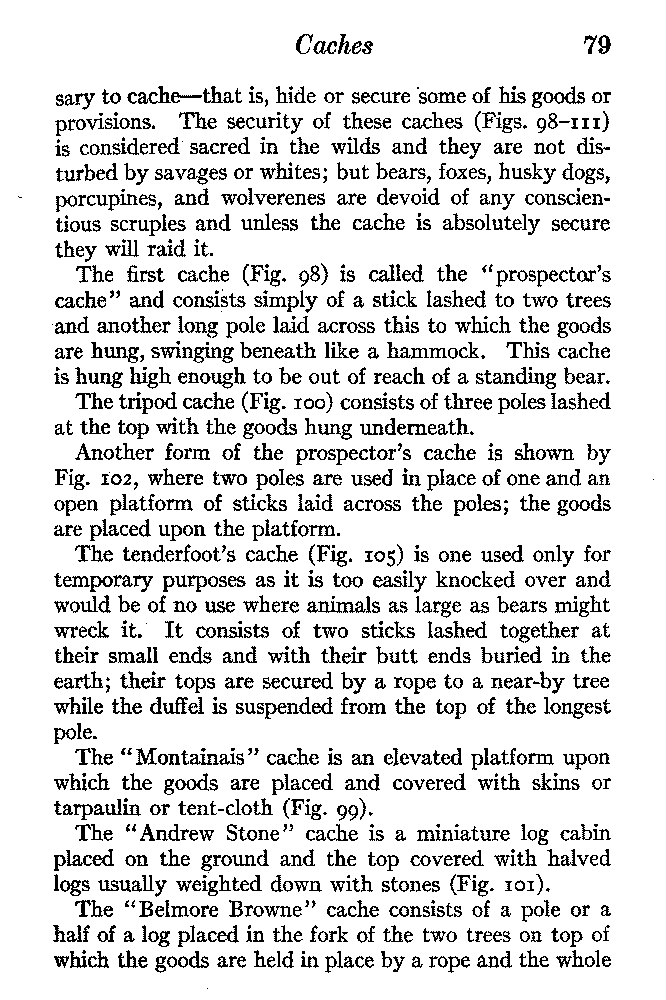 Caches 79
sary to cache—that is, hide or secure some of his goods or
provisions. The security of these caches (Figs. 98–111)
is considered sacred in the wilds and they are not dis-
turbed by savages or whites; but bears, foxes, husky dogs,
porcupines, and wolverenes are devoid of any conscien-
tious scruples and unless the cache is absolutely secure
they will raid it.
The first cache (Fig. 98) is called the “prospector’s
cache” and consists simply of a stick lashed to two trees
and another long pole laid across this to which the goods
are hung, swinging beneath like a hammock. This cache
is hung high enough to be out of reach of a standing bear.
The tripod cache (Fig. 100) consists of three poles lashed
at the top with the goods hung underneath.
Another form of the prospector’s cache is shown by
Fig. 102, where two poles are used in place of one and an
open platform of sticks laid across the poles; the goods
are placed upon the platform.
The tenderfoot’s cache (Fig. 105) is one used only for
temporary purposes as it is too easily knocked over and
would be of no use where animals as large as bears might
wreck it. It consists of two sticks lashed together at
their small ends and with their butt ends buried in the
earth; their tops are secured by a rope to a near-by tree
while the duffel is suspended from the top of the longest
pole.
The “Montainais” cache is an elevated platform upon
which the goods are placed and covered with skins or
tarpaulin or tent-cloth (Fig. 99).
The “Andrew Stone” cache is a miniature log cabin
placed on the ground and the top covered with halved
logs usually weighted down with stones (Fig. 101).
The “Belmore Browne” cache consists of a pole or a
half of a log placed in the fork of the two trees on top of
which the goods are held in place by a rope and the whole